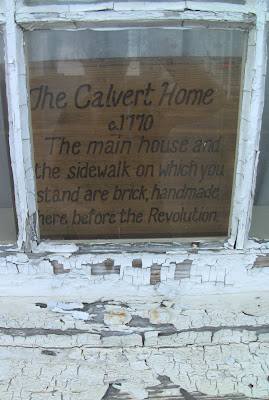 The Calvert Home
c.1770
The main house and
the sidewalk on which you
stand are brick, handmade
here before the Revolution.